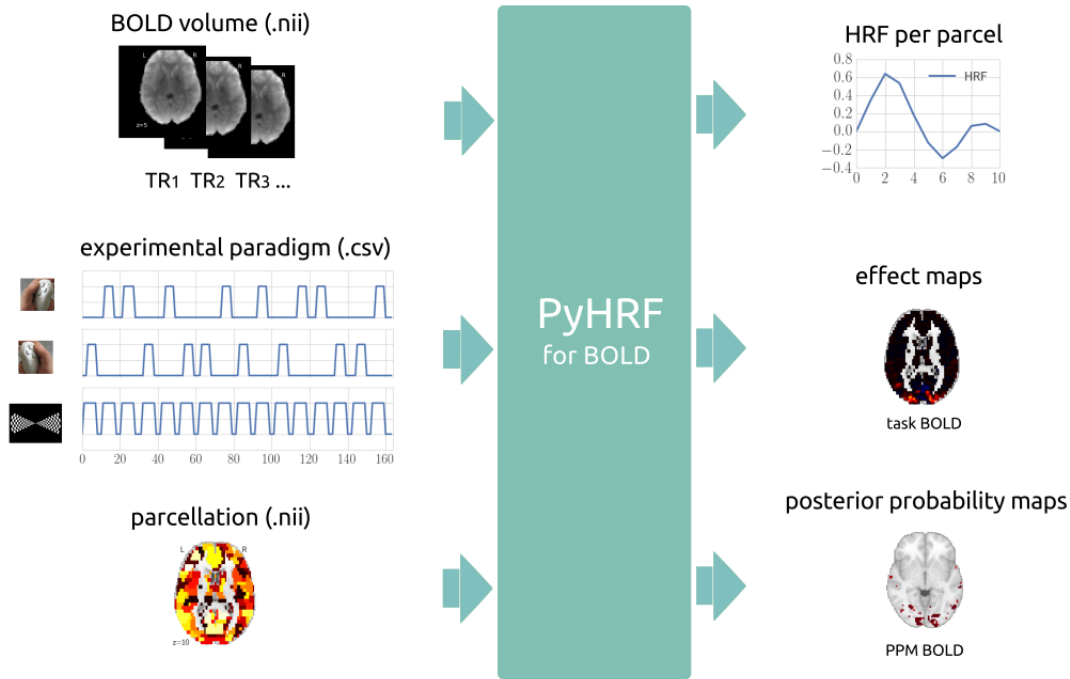 BOLD volume (.nii)
L R
R
R
z=5
TR1 TR2 TR3 ...
experimental paradigm (.csv)
0 20 40 60 80 100 120 140 160
parcellation (.nii)
L R
z=10
PyHRF
for BOLD
HRF per parcel
0.8
0.6
0.4
0.2
0.0
−0.2
−0.4
HRF
0 2 4 6 8 10
effect maps
task BOLD
posterior probability maps
PPM BOLD